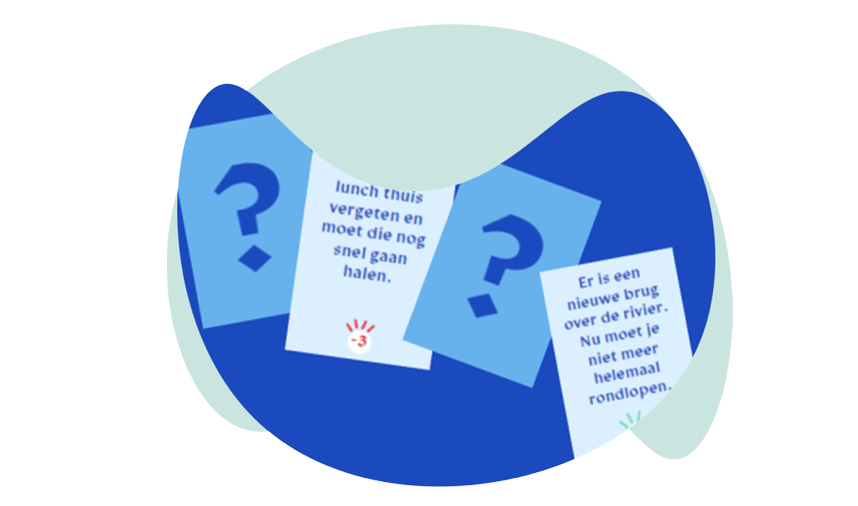 ?
lunch thuis
vergeten en
moet die nog
snel gaan
halen.
-3
?
Er is een
nieuwe brug
over de rivier.
Nu moet je
niet meer
helemaal
rondlopen.